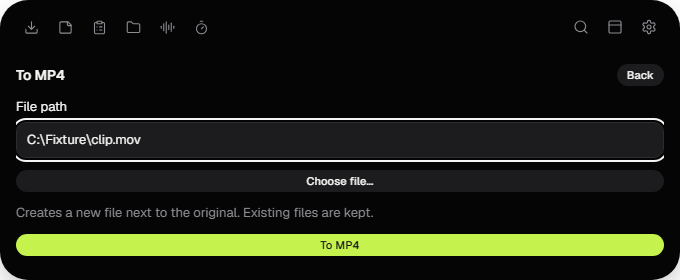 To MP4
Back
File path
C:\Fixture\clip.mov
Choose file...
Creates a new file next to the original. Existing files are kept.
To MP4